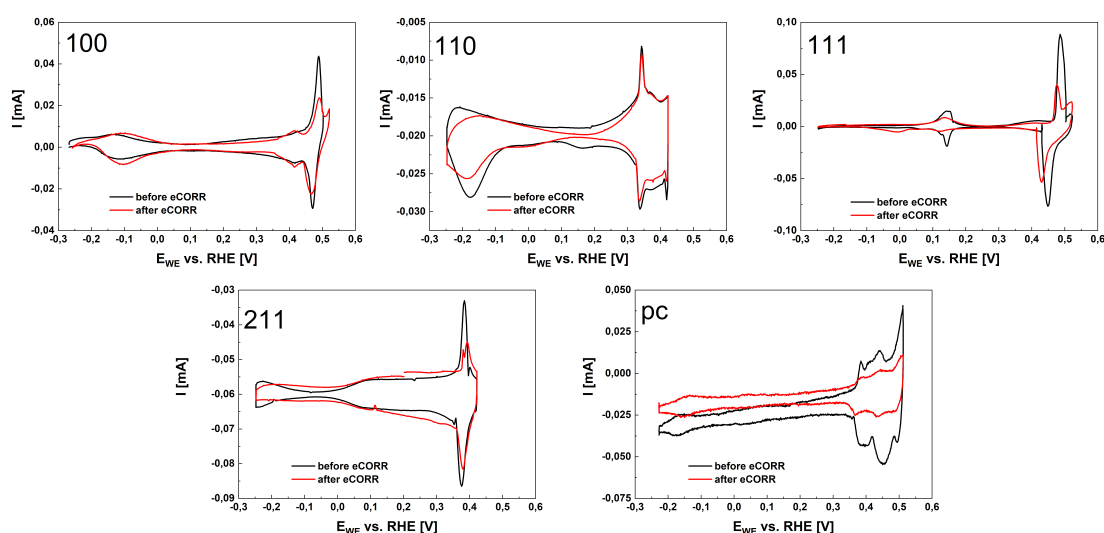 100
0,06
0,04
0,02
0,00
-0,02
-0,04
I [mA]
before eCORR
after eCORR
-0,3 -0,2 -0,1 0,0 0,1 0,2 0,3 0,4 0,5 0,6
E_WE vs. RHE [V]
110
-0,005
-0,010
-0,015
-0,020
-0,025
-0,030
I [mA]
before eCORR
after eCORR
-0,3 -0,2 -0,1 0,0 0,1 0,2 0,3 0,4 0,5 0,6
E_WE vs. RHE [V]
111
0,10
0,05
0,00
-0,05
-0,10
I [mA]
before eCORR
after eCORR
-0,3 -0,2 -0,1 0,0 0,1 0,2 0,3 0,4 0,5 0,6
E_WE vs. RHE [V]
211
-0,03
-0,04
-0,05
-0,06
-0,07
-0,08
-0,09
I [mA]
before eCORR
after eCORR
-0,3 -0,2 -0,1 0,0 0,1 0,2 0,3 0,4 0,5 0,6
E_WE vs. RHE [V]
pc
0,050
0,025
0,000
-0,025
-0,050
-0,075
I [mA]
before eCORR
after eCORR
-0,3 -0,2 -0,1 0,0 0,1 0,2 0,3 0,4 0,5 0,6
E_WE vs. RHE [V]